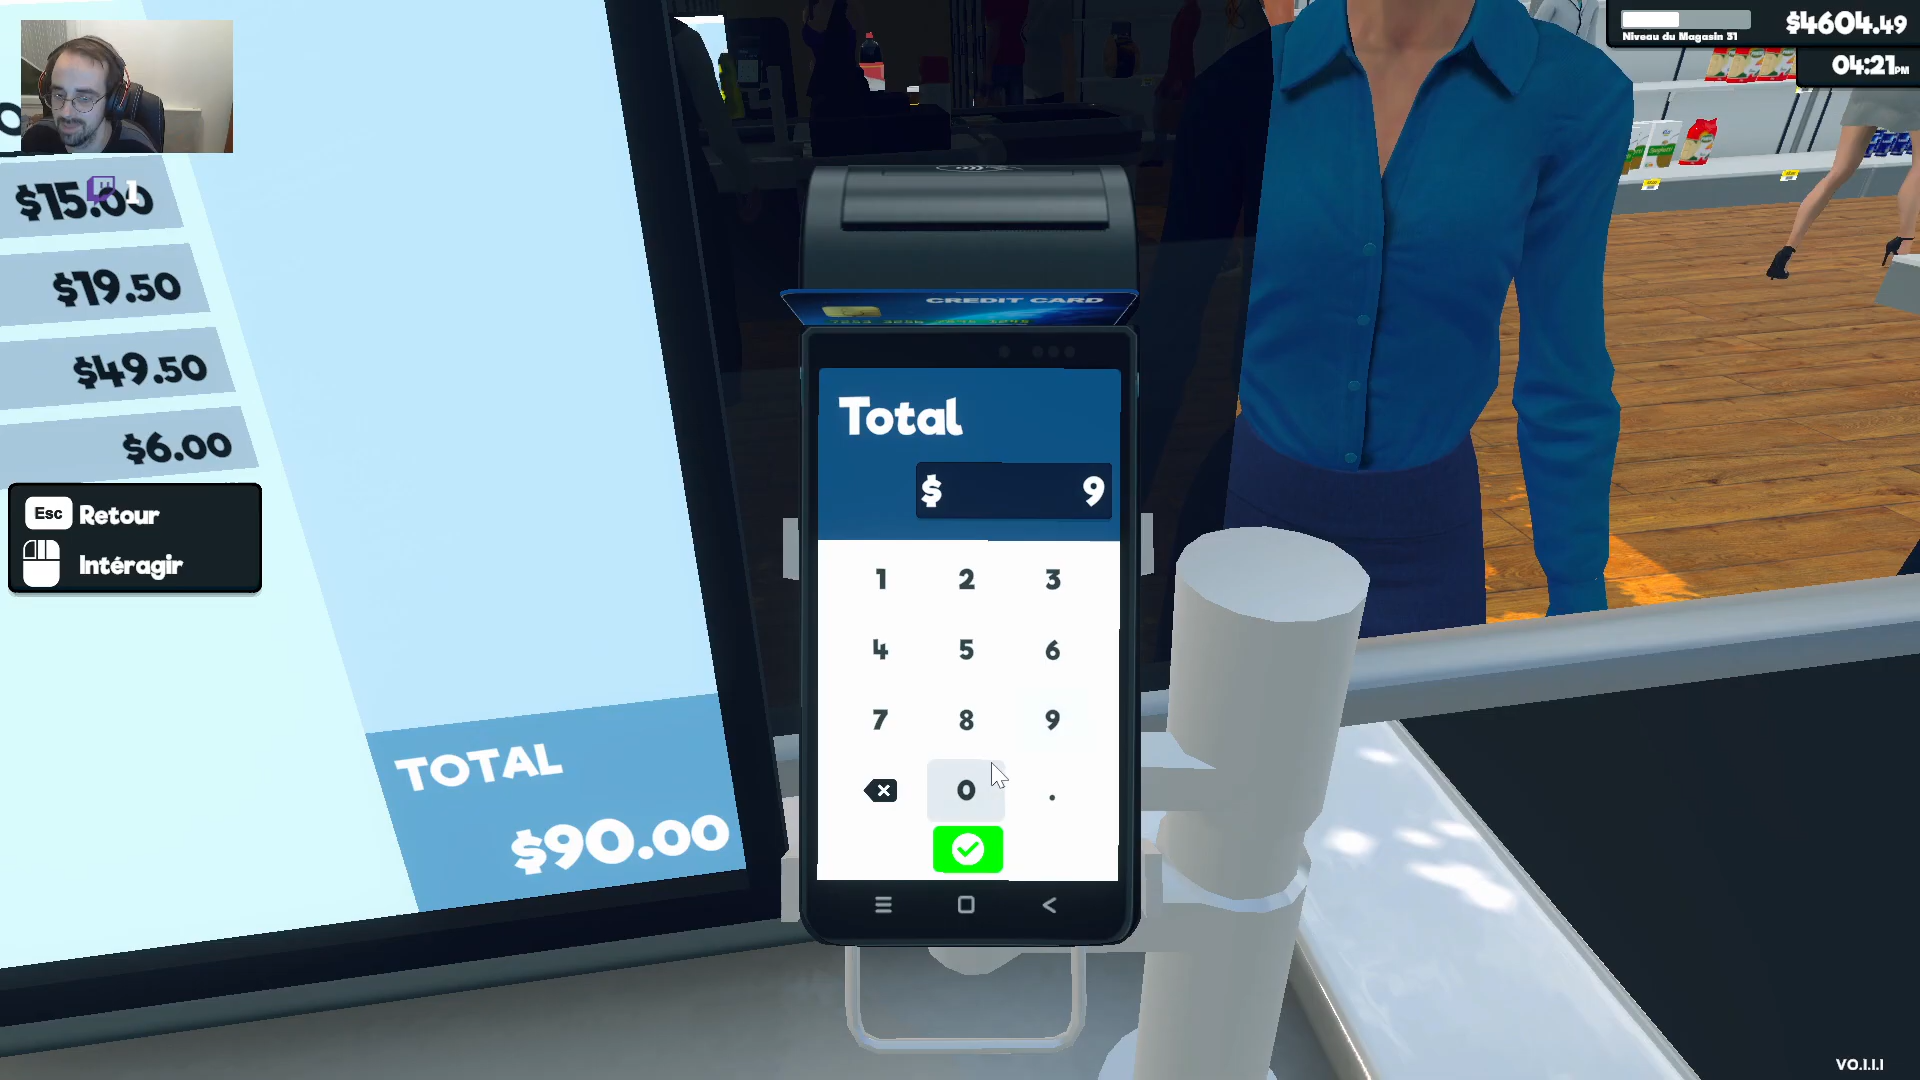 $4604.49
Niveau du Magasin 31
04:21PM
1
$15.00
$19.50
$49.50
$6.00
Esc Retour
Intéragir
TOTAL
$90.00
CREDIT CARD
Total
$ 9
1 2 3
4 5 6
7 8 9
0 .
V0.1.1.1